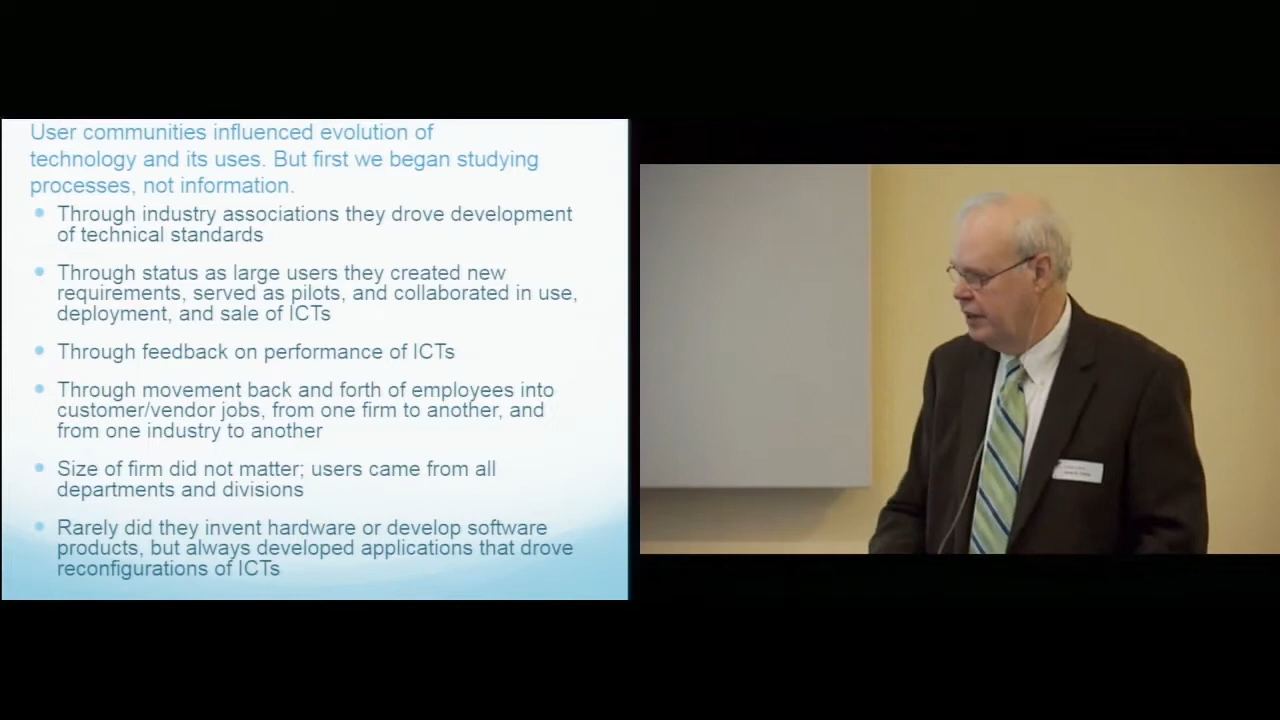 User communities influenced evolution of
technology and its uses. But first we began studying
processes, not information.
Through industry associations they drove development
of technical standards
Through status as large users they created new
requirements, served as pilots, and collaborated in use,
deployment, and sale of ICTs
Through feedback on performance of ICTs
Through movement back and forth of employees into
customer/vendor jobs, from one firm to another, and
from one industry to another
Size of firm did not matter; users came from all
departments and divisions
Rarely did they invent hardware or develop software
products, but always developed applications that drove
reconfigurations of ICTs